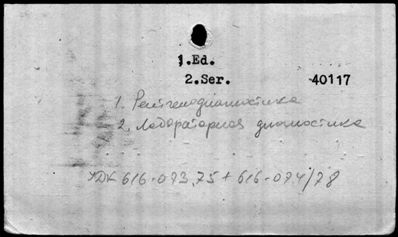 1.Ed.
2.Ser. 40117
1. Рентгенодиагностика
2. Лабораторная диагностика
УДК 616-073,75+616-074/78